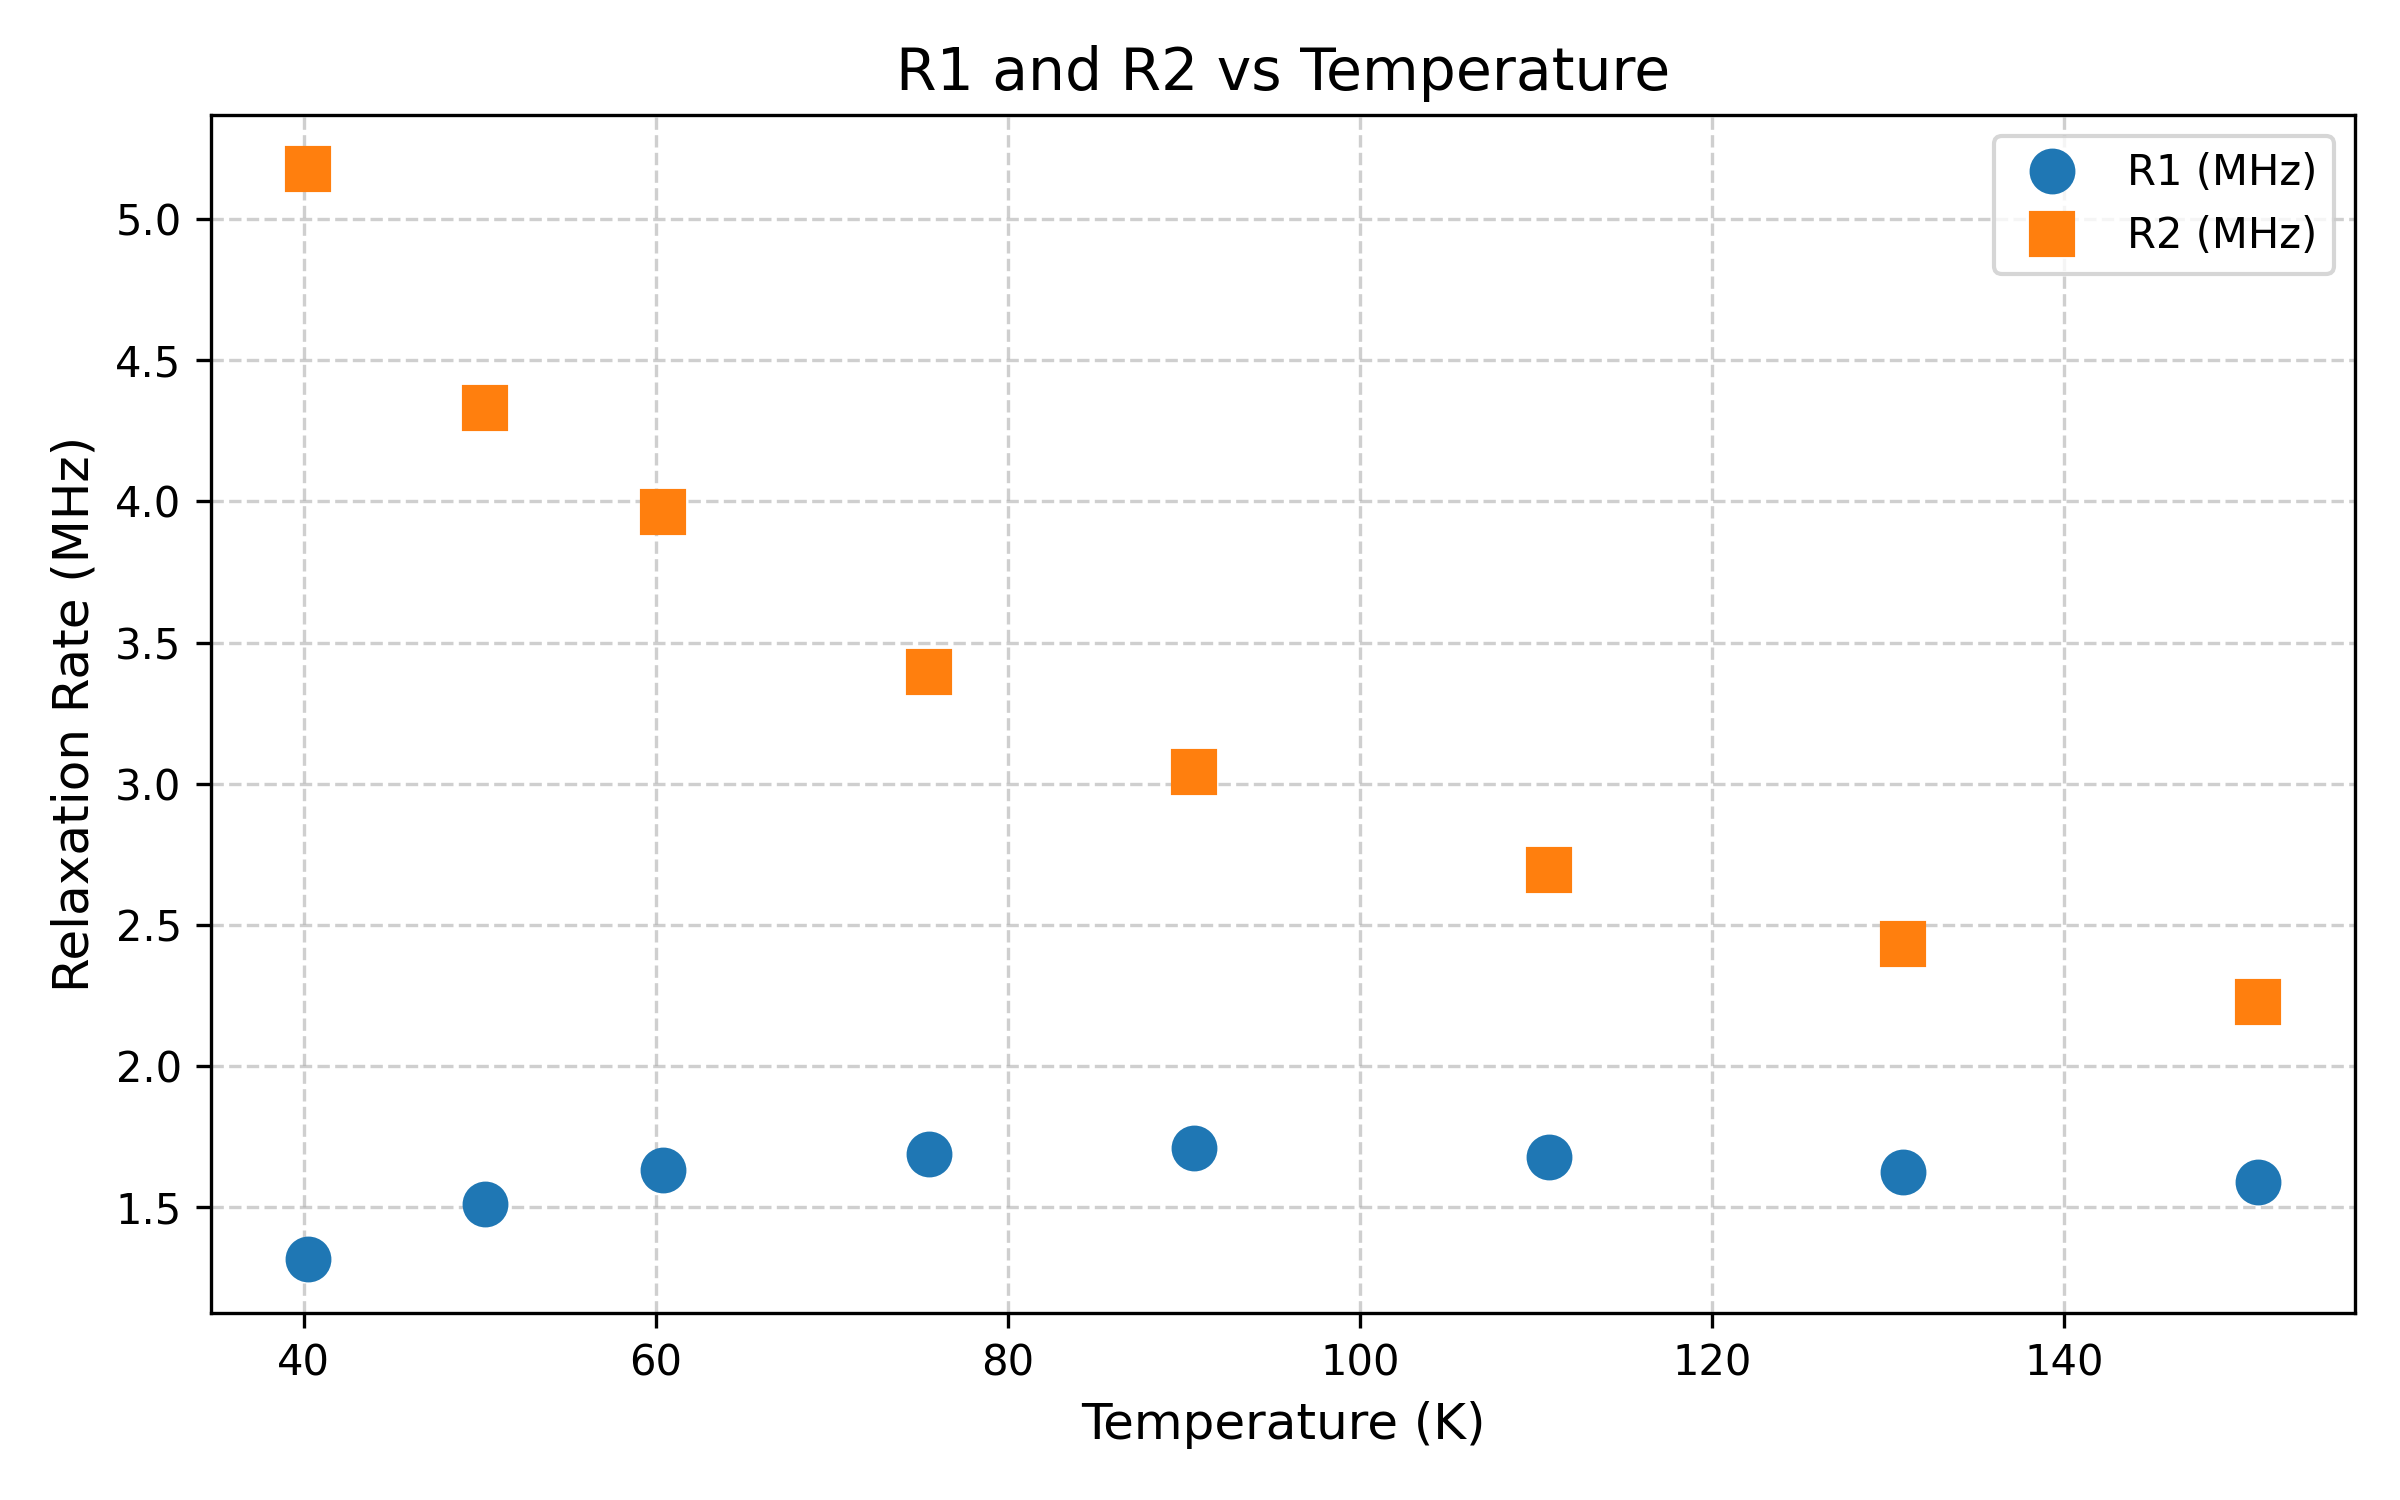 R1 and R2 vs Temperature
R1 (MHz)
R2 (MHz)
Relaxation Rate (MHz)
5.0
4.5
4.0
3.5
3.0
2.5
2.0
1.5
40 60 80 100 120 140
Temperature (K)